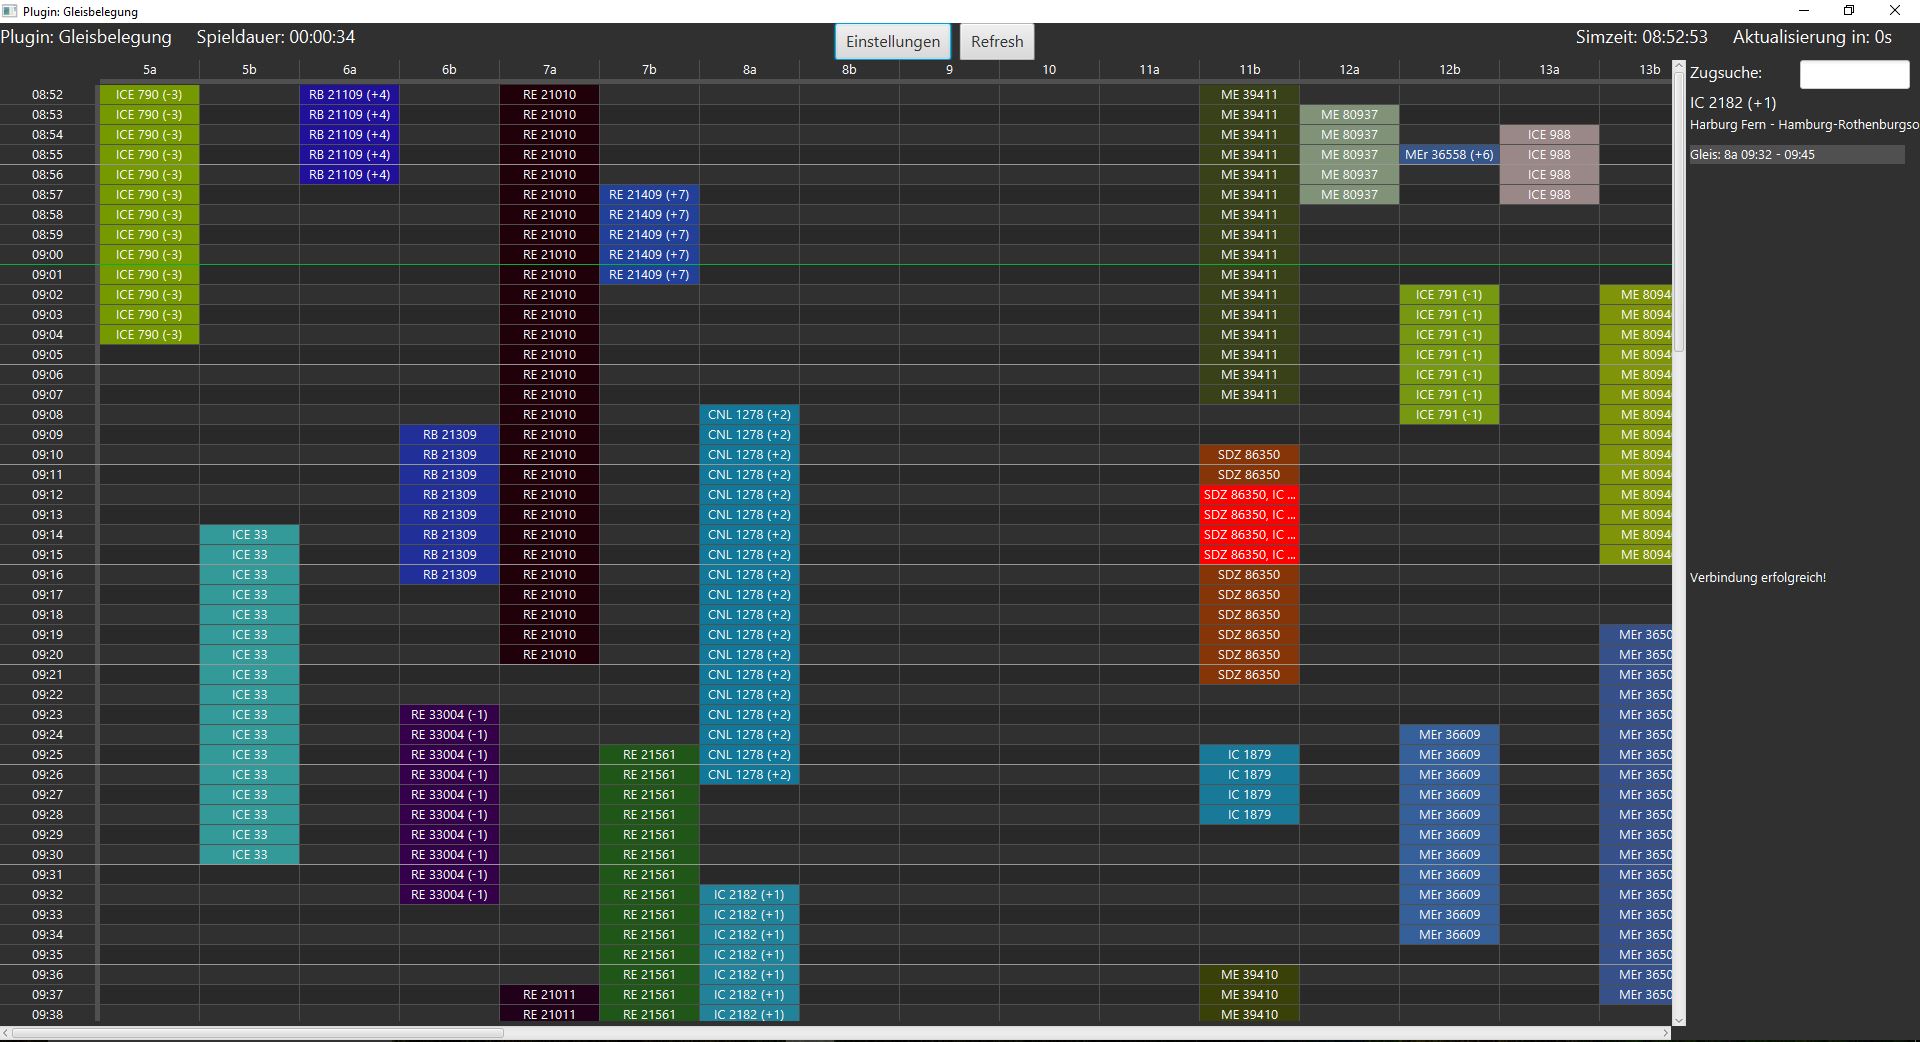 Plugin: Gleisbelegung
Plugin: Gleisbelegung Spieldauer: 00:00:34 Einstellungen Refresh Simzeit: 08:52:53 Aktualisierung in: 0s
5a 5b 6a 6b 7a 7b 8a 8b 9 10 11a 11b 12a 12b 13a 13b
08:52 ICE 790 (-3) RB 21109 (+4) RE 21010 ME 39411
08:53 ICE 790 (-3) RB 21109 (+4) RE 21010 ME 39411 ME 80937
08:54 ICE 790 (-3) RB 21109 (+4) RE 21010 ME 39411 ME 80937 ICE 988
08:55 ICE 790 (-3) RB 21109 (+4) RE 21010 ME 39411 ME 80937 MEr 36558 (+6) ICE 988
08:56 ICE 790 (-3) RB 21109 (+4) RE 21010 ME 39411 ME 80937 ICE 988
08:57 ICE 790 (-3) RE 21010 RE 21409 (+7) ME 39411 ME 80937 ICE 988
08:58 ICE 790 (-3) RE 21010 RE 21409 (+7) ME 39411
08:59 ICE 790 (-3) RE 21010 RE 21409 (+7) ME 39411
09:00 ICE 790 (-3) RE 21010 RE 21409 (+7) ME 39411
09:01 ICE 790 (-3) RE 21010 RE 21409 (+7) ME 39411
09:02 ICE 790 (-3) RE 21010 ME 39411 ICE 791 (-1) ME 8094
09:03 ICE 790 (-3) RE 21010 ME 39411 ICE 791 (-1) ME 8094
09:04 ICE 790 (-3) RE 21010 ME 39411 ICE 791 (-1) ME 8094
09:05 RE 21010 ME 39411 ICE 791 (-1) ME 8094
09:06 RE 21010 ME 39411 ICE 791 (-1) ME 8094
09:07 RE 21010 ME 39411 ICE 791 (-1) ME 8094
09:08 RE 21010 CNL 1278 (+2) ICE 791 (-1) ME 8094
09:09 RB 21309 RE 21010 CNL 1278 (+2) ME 8094
09:10 RB 21309 RE 21010 CNL 1278 (+2) SDZ 86350 ME 8094
09:11 RB 21309 RE 21010 CNL 1278 (+2) SDZ 86350 ME 8094
09:12 RB 21309 RE 21010 CNL 1278 (+2) SDZ 86350, IC ... ME 8094
09:13 RB 21309 RE 21010 CNL 1278 (+2) SDZ 86350, IC ... ME 8094
09:14 ICE 33 RB 21309 RE 21010 CNL 1278 (+2) SDZ 86350, IC ... ME 8094
09:15 ICE 33 RB 21309 RE 21010 CNL 1278 (+2) SDZ 86350, IC ... ME 8094
09:16 ICE 33 RB 21309 RE 21010 CNL 1278 (+2) SDZ 86350
09:17 ICE 33 RE 21010 CNL 1278 (+2) SDZ 86350
09:18 ICE 33 RE 21010 CNL 1278 (+2) SDZ 86350
09:19 ICE 33 RE 21010 CNL 1278 (+2) SDZ 86350 MEr 3650
09:20 ICE 33 RE 21010 CNL 1278 (+2) SDZ 86350 MEr 3650
09:21 ICE 33 CNL 1278 (+2) SDZ 86350 MEr 3650
09:22 ICE 33 CNL 1278 (+2) MEr 3650
09:23 ICE 33 RE 33004 (-1) CNL 1278 (+2) MEr 3650
09:24 ICE 33 RE 33004 (-1) CNL 1278 (+2) MEr 36609 MEr 3650
09:25 ICE 33 RE 33004 (-1) RE 21561 CNL 1278 (+2) IC 1879 MEr 36609 MEr 3650
09:26 ICE 33 RE 33004 (-1) RE 21561 CNL 1278 (+2) IC 1879 MEr 36609 MEr 3650
09:27 ICE 33 RE 33004 (-1) RE 21561 IC 1879 MEr 36609 MEr 3650
09:28 ICE 33 RE 33004 (-1) RE 21561 IC 1879 MEr 36609 MEr 3650
09:29 ICE 33 RE 33004 (-1) RE 21561 MEr 36609 MEr 3650
09:30 ICE 33 RE 33004 (-1) RE 21561 MEr 36609 MEr 3650
09:31 RE 33004 (-1) RE 21561 MEr 36609 MEr 3650
09:32 RE 33004 (-1) RE 21561 IC 2182 (+1) MEr 36609 MEr 3650
09:33 RE 21561 IC 2182 (+1) MEr 36609 MEr 3650
09:34 RE 21561 IC 2182 (+1) MEr 36609 MEr 3650
09:35 RE 21561 IC 2182 (+1) MEr 3650
09:36 RE 21561 IC 2182 (+1) ME 39410 MEr 3650
09:37 RE 21011 RE 21561 IC 2182 (+1) ME 39410 MEr 3650
09:38 RE 21011 RE 21561 IC 2182 (+1) ME 39410
Zugsuche:
IC 2182 (+1)
Harburg Fern - Hamburg-Rothenburgso
Gleis: 8a 09:32 - 09:45
Verbindung erfolgreich!